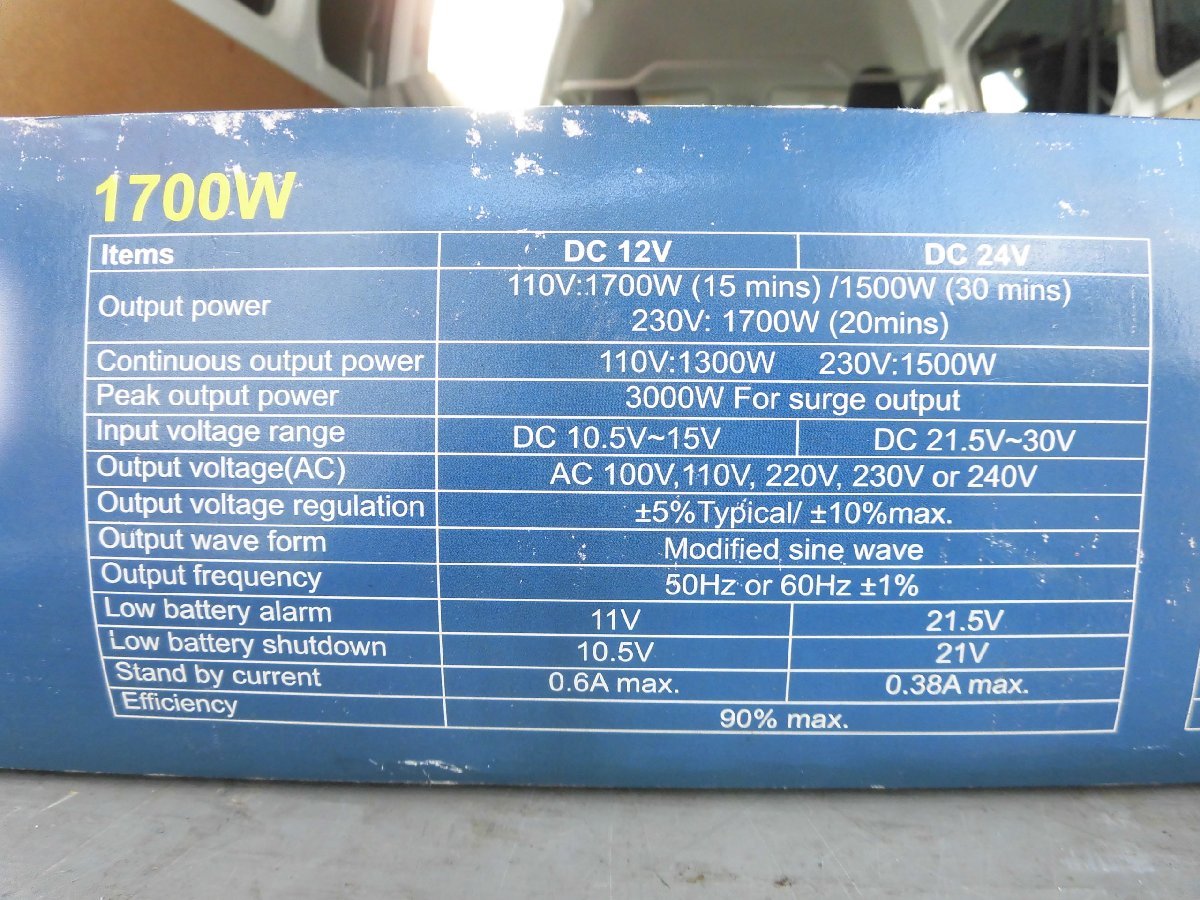 1700W
Items DC 12V DC 24V
Output power 110V:1700W (15 mins) /1500W (30 mins)
230V: 1700W (20mins)
Continuous output power 110V:1300W 230V:1500W
Peak output power 3000W For surge output
Input voltage range DC 10.5V~15V DC 21.5V~30V
Output voltage(AC) AC 100V,110V, 220V, 230V or 240V
Output voltage regulation ±5%Typical/ ±10%max.
Output wave form Modified sine wave
Output frequency 50Hz or 60Hz ±1%
Low battery alarm 11V 21.5V
Low battery shutdown 10.5V 21V
Stand by current 0.6A max. 0.38A max.
Efficiency 90% max.